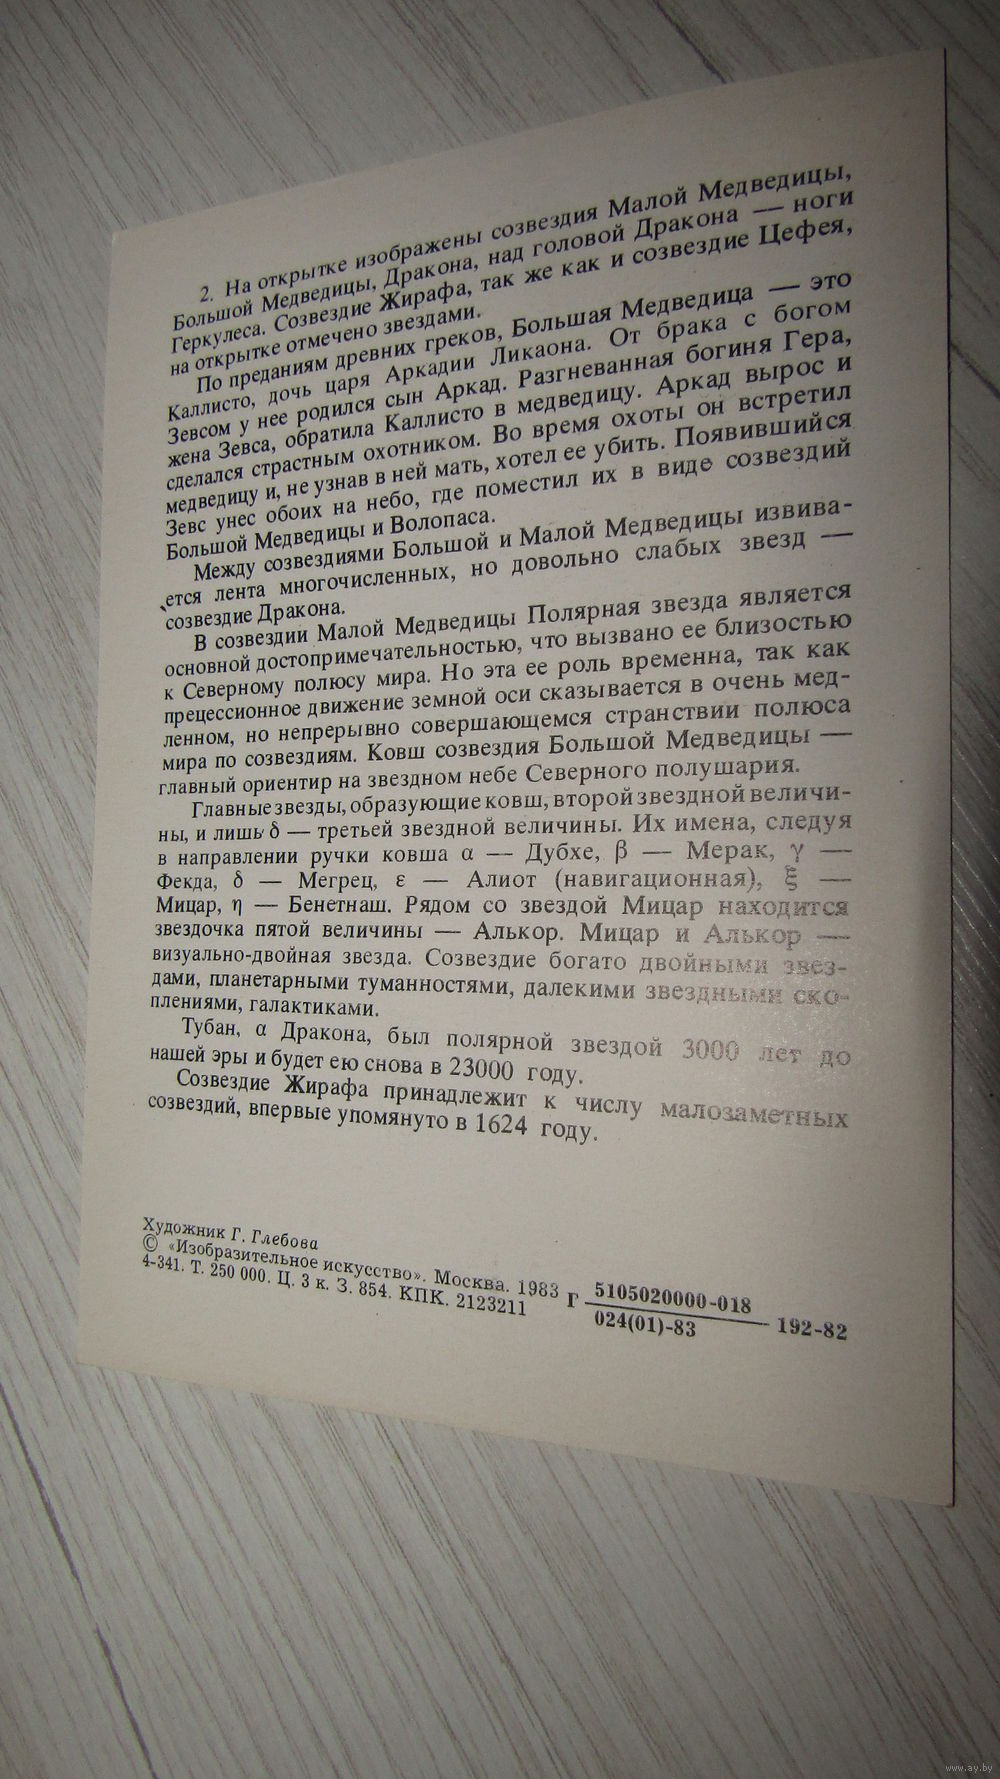 2. На открытке изображены созвездия Малой Медведицы,
Большой Медведицы, Дракона, над головой Дракона — ноги
Геркулеса. Созвездие Жирафа, так же как и созвездие Цефея,
на открытке отмечено звездами.
По преданиям древних греков, Большая Медведица — это
Каллисто, дочь царя Аркадии Ликаона. От брака с богом
Зевсом у нее родился сын Аркад. Разгневанная богиня Гера,
жена Зевса, обратила Каллисто в медведицу. Аркад вырос и
сделался страстным охотником. Во время охоты он встретил
медведицу и, не узнав в ней мать, хотел ее убить. Появившийся
Зевс унес обоих на небо, где поместил их в виде созвездий
Большой Медведицы и Волопаса.
Между созвездиями Большой и Малой Медведицы извива-
ется лента многочисленных, но довольно слабых звезд —
созвездие Дракона.
В созвездии Малой Медведицы Полярная звезда является
основной достопримечательностью, что вызвано ее близостью
к Северному полюсу мира. Но эта ее роль временна, так как
прецессионное движение земной оси сказывается в очень мед-
ленном, но непрерывно совершающемся странствии полюса
мира по созвездиям. Ковш созвездия Большой Медведицы —
главный ориентир на звездном небе Северного полушария.
Главные звезды, образующие ковш, второй звездной величи-
ны, и лишь δ — третьей звездной величины. Их имена, следуя
в направлении ручки ковша α — Дубхе, β — Мерак, γ —
Фекда, δ — Мегрец, ε — Алиот (навигационная), ξ —
Мицар, η — Бенетнаш. Рядом со звездой Мицар находится
звездочка пятой величины — Алькор. Мицар и Алькор —
визуально-двойная звезда. Созвездие богато двойными звез-
дами, планетарными туманностями, далекими звездными ско-
плениями, галактиками.
Тубан, α Дракона, был полярной звездой 3000 лет до
нашей эры и будет ею снова в 23000 году.
Созвездие Жирафа принадлежит к числу малозаметных
созвездий, впервые упомянуто в 1624 году.
Художник Г. Глебова
© «Изобразительное искусство». Москва. 1983
4-341. Т. 250 000. Ц. 3 к. З. 854. КПК. 2123211
Г 5105020000-018
024(01)-83 192-82
www.ay.by